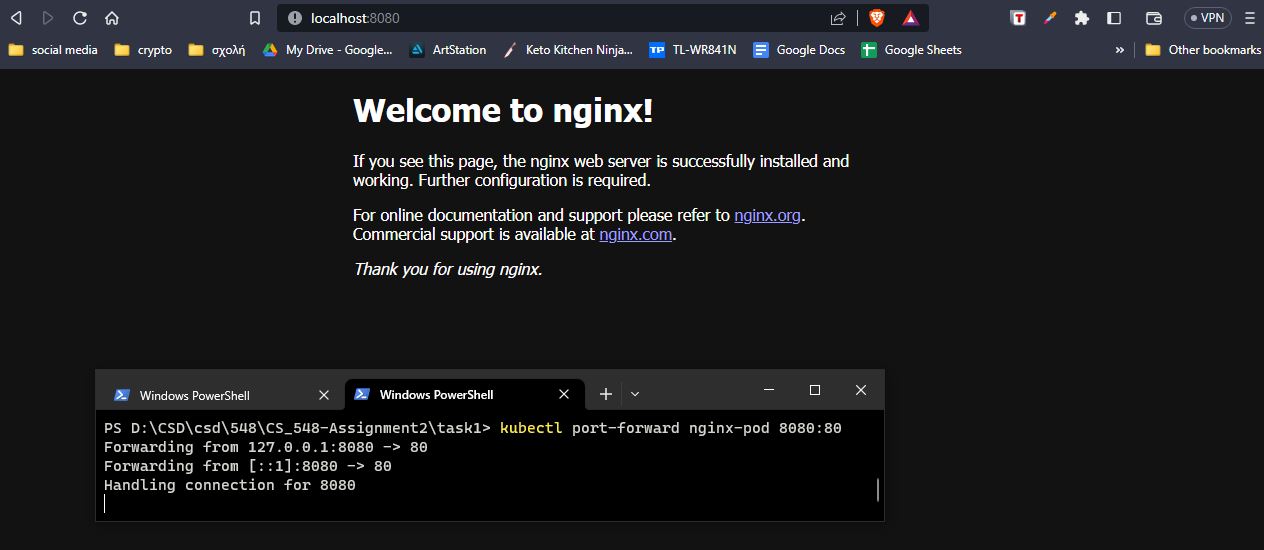 localhost:8080
VPN
social media
crypto
σχολή
My Drive - Google...
ArtStation
Keto Kitchen Ninja...
TP TL-WR841N
Google Docs
Google Sheets
»
Other bookmarks
Welcome to nginx!
If you see this page, the nginx web server is successfully installed and
working. Further configuration is required.
For online documentation and support please refer to nginx.org.
Commercial support is available at nginx.com.
Thank you for using nginx.
Windows PowerShell
Windows PowerShell
PS D:\CSD\csd\548\CS_548-Assignment2\task1> kubectl port-forward nginx-pod 8080:80
Forwarding from 127.0.0.1:8080 -> 80
Forwarding from [::1]:8080 -> 80
Handling connection for 8080